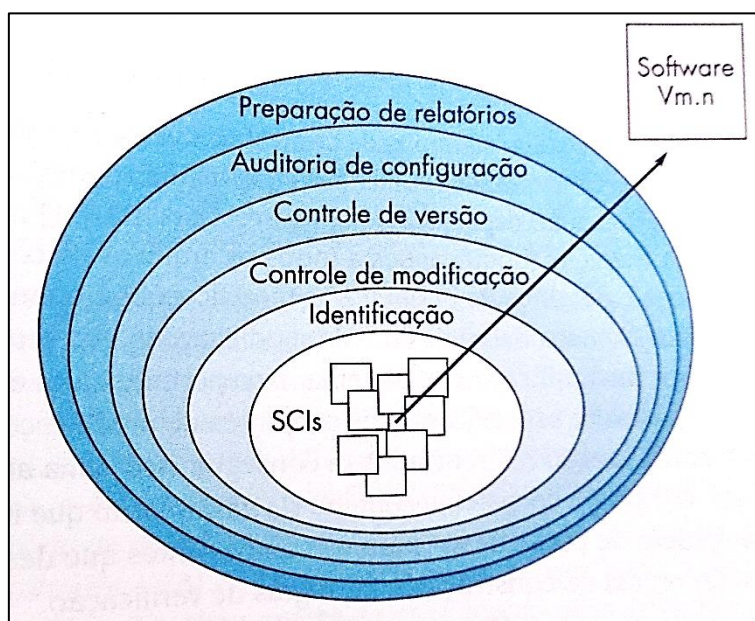 Software
Vm.n
Preparação de relatórios
Auditoria de configuração
Controle de versão
Controle de modificação
Identificação
SCIs